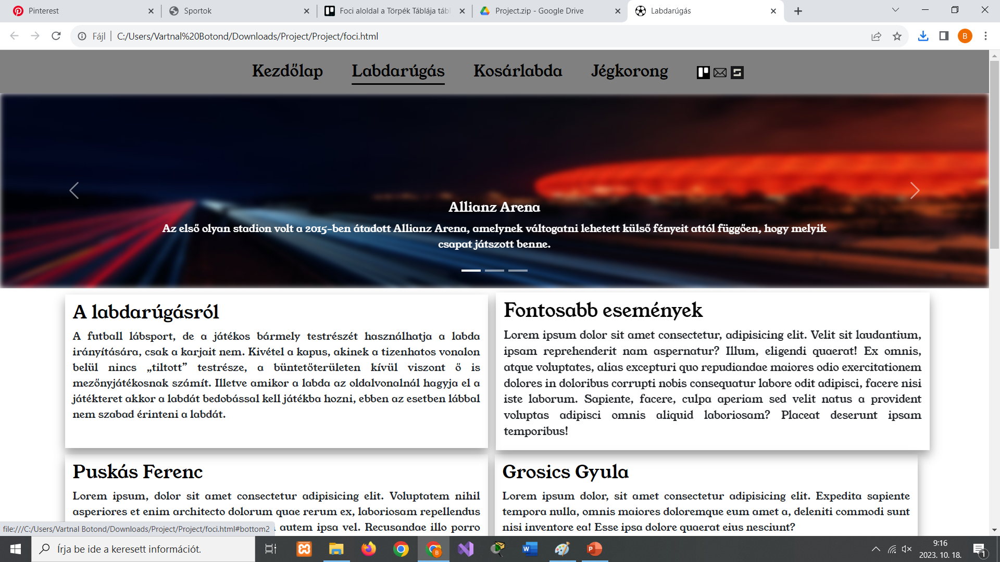 Pinterest
Sportok
Foci aloldal a Törpék Táblája táb
Project.zip - Google Drive
Labdarúgás
Fájl
C:/Users/Vartnal%20Botond/Downloads/Project/Project/foci.html
B
Kezdőlap Labdarúgás Kosárlabda Jégkorong
Allianz Arena
Az első olyan stadion volt a 2015-ben átadott Allianz Arena, amelynek váltogatni lehetett külső fényeit attól függően, hogy melyik
csapat játszott benne.
A labdarúgásról
A futball lábsport, de a játékos bármely testrészét használhatja a labda
irányítására, csak a karjait nem. Kivétel a kapus, akinek a tizenhatos vonalon
belül nincs „tiltott” testrésze, a büntetőterületen kívül viszont ő is
mezőnyjátékosnak számít. Illetve amikor a labda az oldalvonalnál hagyja el a
játékteret akkor a labdát bedobással kell játékba hozni, ebben az esetben lábbal
nem szabad érinteni a labdát.
Fontosabb események
Lorem ipsum dolor sit amet consectetur, adipisicing elit. Velit sit laudantium,
ipsam reprehenderit nam aspernatur? Illum, eligendi quaerat! Ex omnis,
atque voluptates, alias excepturi quo repudiandae maiores odio exercitationem
dolores in doloribus corrupti nobis consequatur labore odit adipisci, facere nisi
iste laborum. Sapiente, facere, culpa aperiam sed velit natus a provident
voluptas adipisci omnis aliquid laboriosam? Placeat deserunt ipsam
temporibus!
Puskás Ferenc
Lorem ipsum, dolor sit amet consectetur adipisicing elit. Voluptatem nihil
asperiores et enim architecto dolorum quae rerum ex, laboriosam repellendus
autem ipsa vel. Recusandae illo porro
Grosics Gyula
Lorem ipsum dolor, sit amet consectetur adipisicing elit. Expedita sapiente
tempora nulla, omnis maiores doloremque eum amet a, deleniti commodi sunt
nisi inventore ea! Esse ipsa dolore quaerat eius nesciunt?
file:///C:/Users/Vartnal Botond/Downloads/Project/Project/foci.html#bottom2
Írja be ide a keresett információt.
9:16
2023. 10. 18.
1